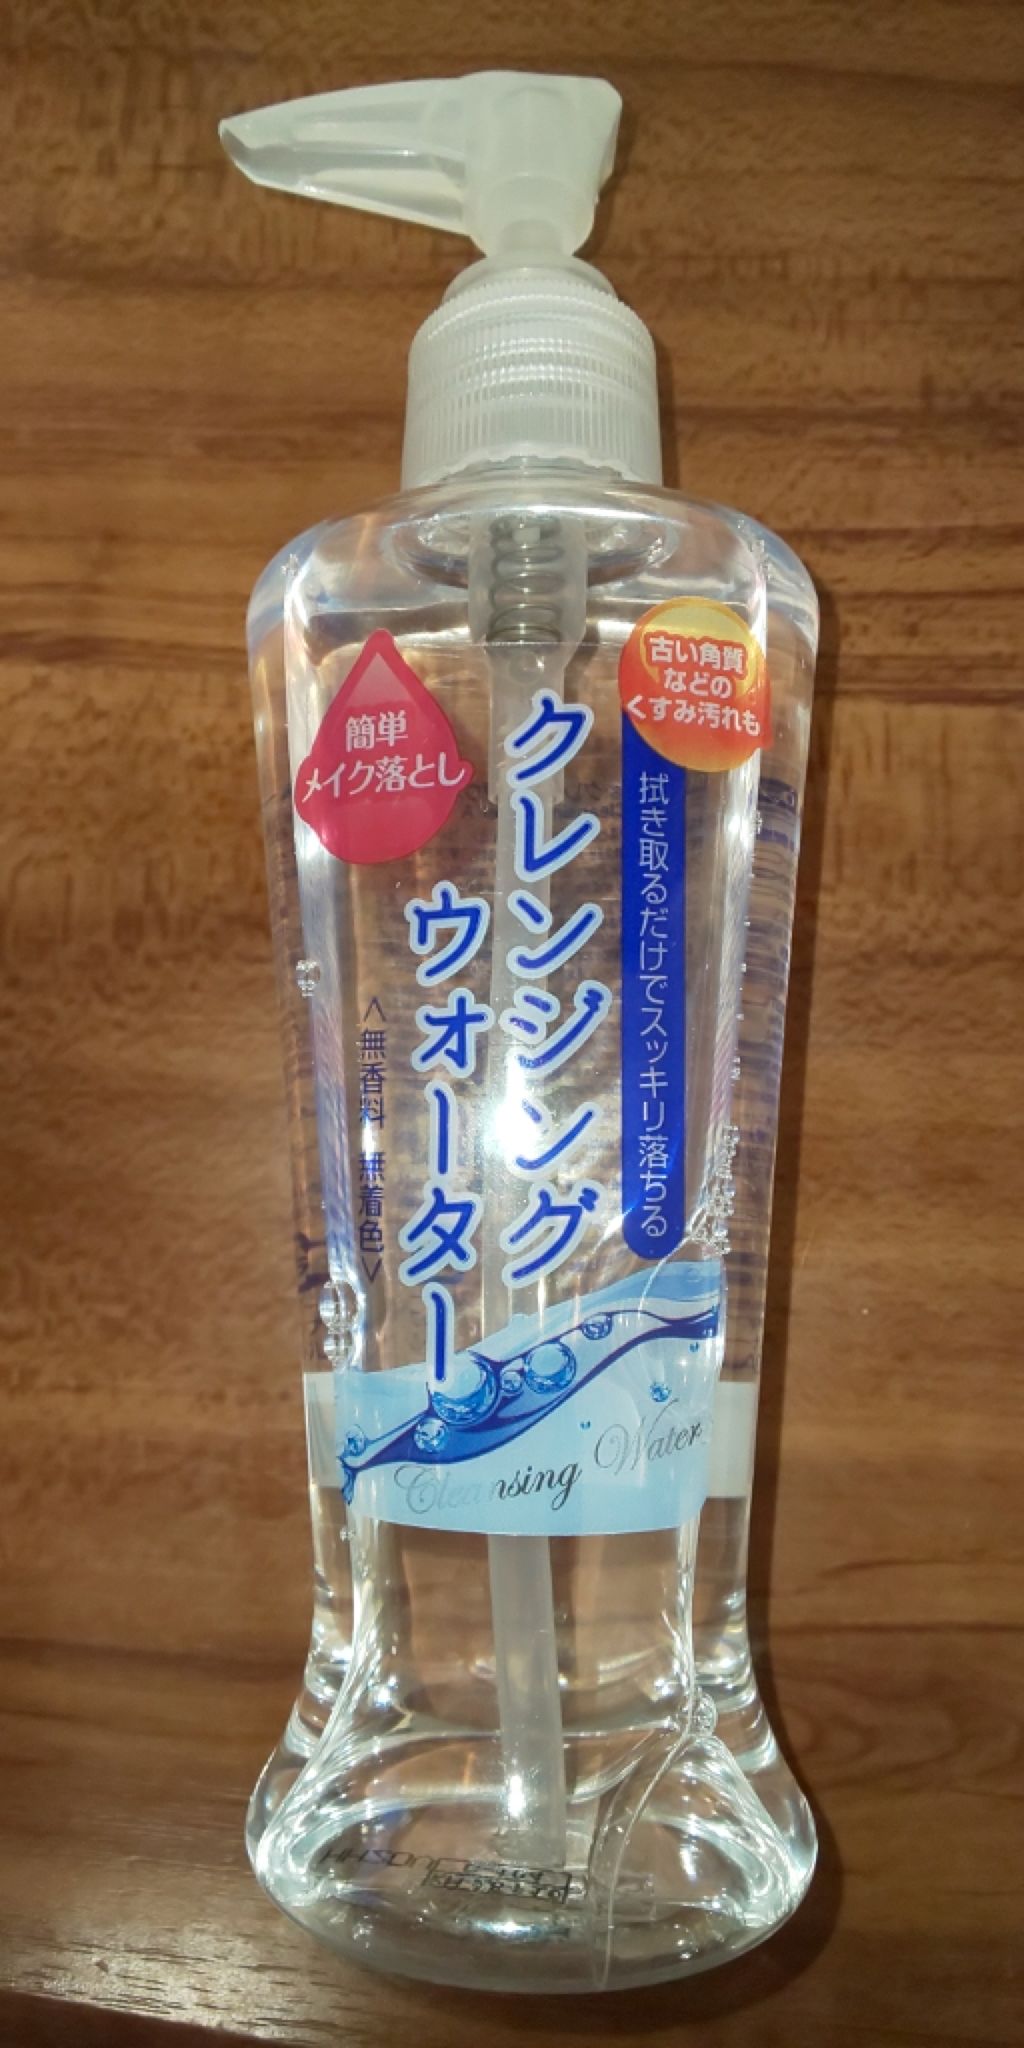 古い角質
などの
くすみ汚れも
拭き取るだけでスッキリ落ちる
クレンジング
ウォーター
簡単
メイク落とし
<無香料 無着色>
Cleansing Water